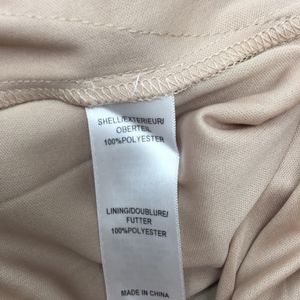 SHELL/EXTERIEUR/
OBERTEIL
100%POLYESTER
LINING/DOUBLURE/
FUTTER
100%POLYESTER
MADE IN CHINA